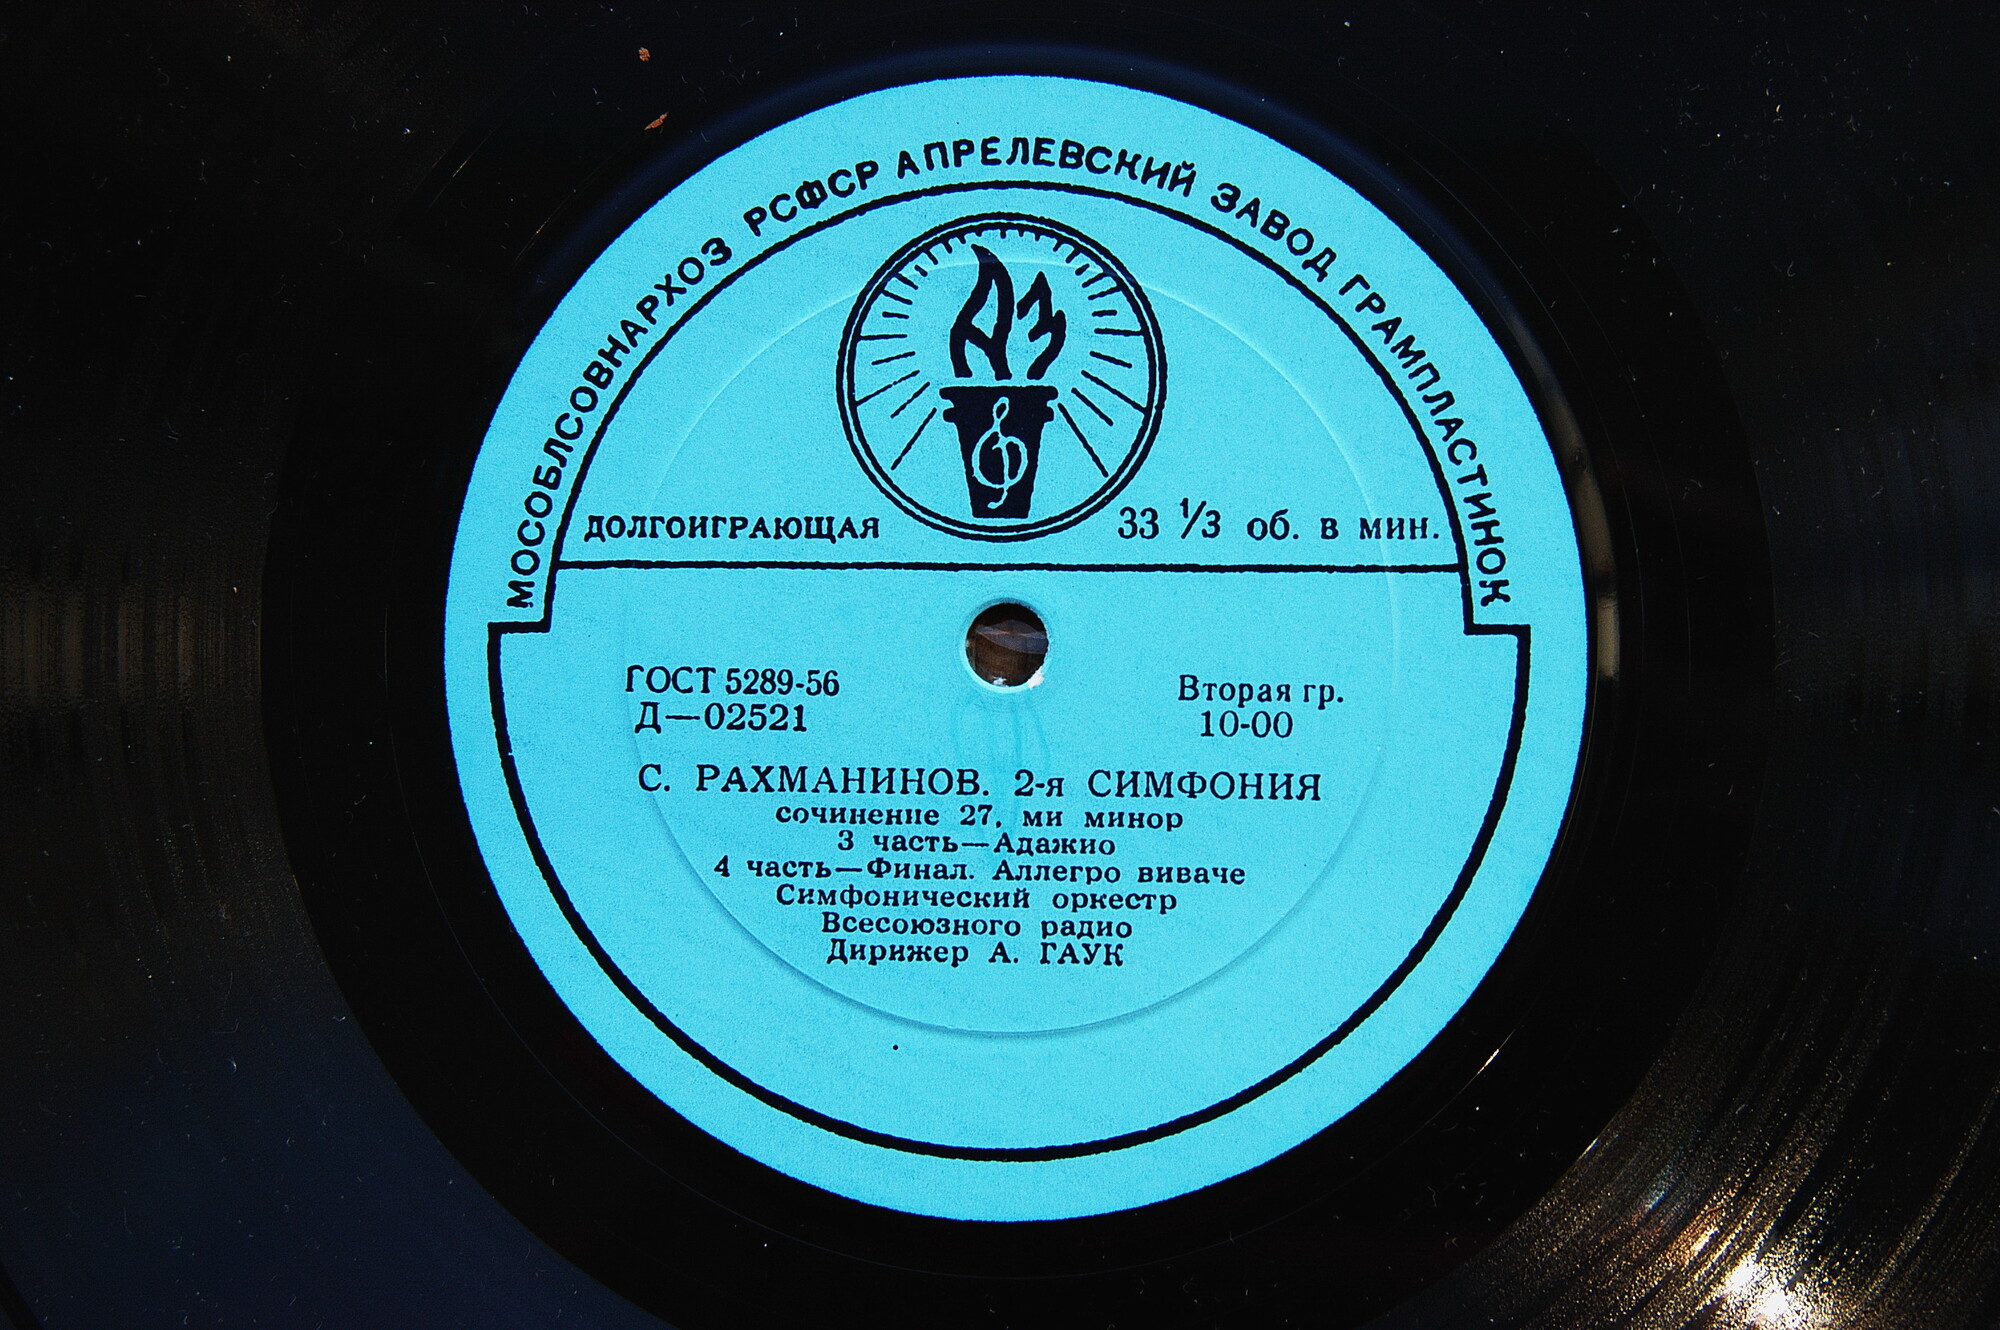 МОСОБЛСОВНАРХОЗ РСФСР АПРЕЛЕВСКИЙ ЗАВОД ГРАМПЛАСТИНОК
АЗ
ДОЛГОИГРАЮЩАЯ 33 ⅓ об. в мин.
ГОСТ 5289-56 Вторая гр.
Д—02521 10-00
С. РАХМАНИНОВ. 2-я СИМФОНИЯ
сочинение 27, ми минор
3 часть—Адажио
4 часть—Финал. Аллегро виваче
Симфонический оркестр
Всесоюзного радио
Дирижер А. ГАУК